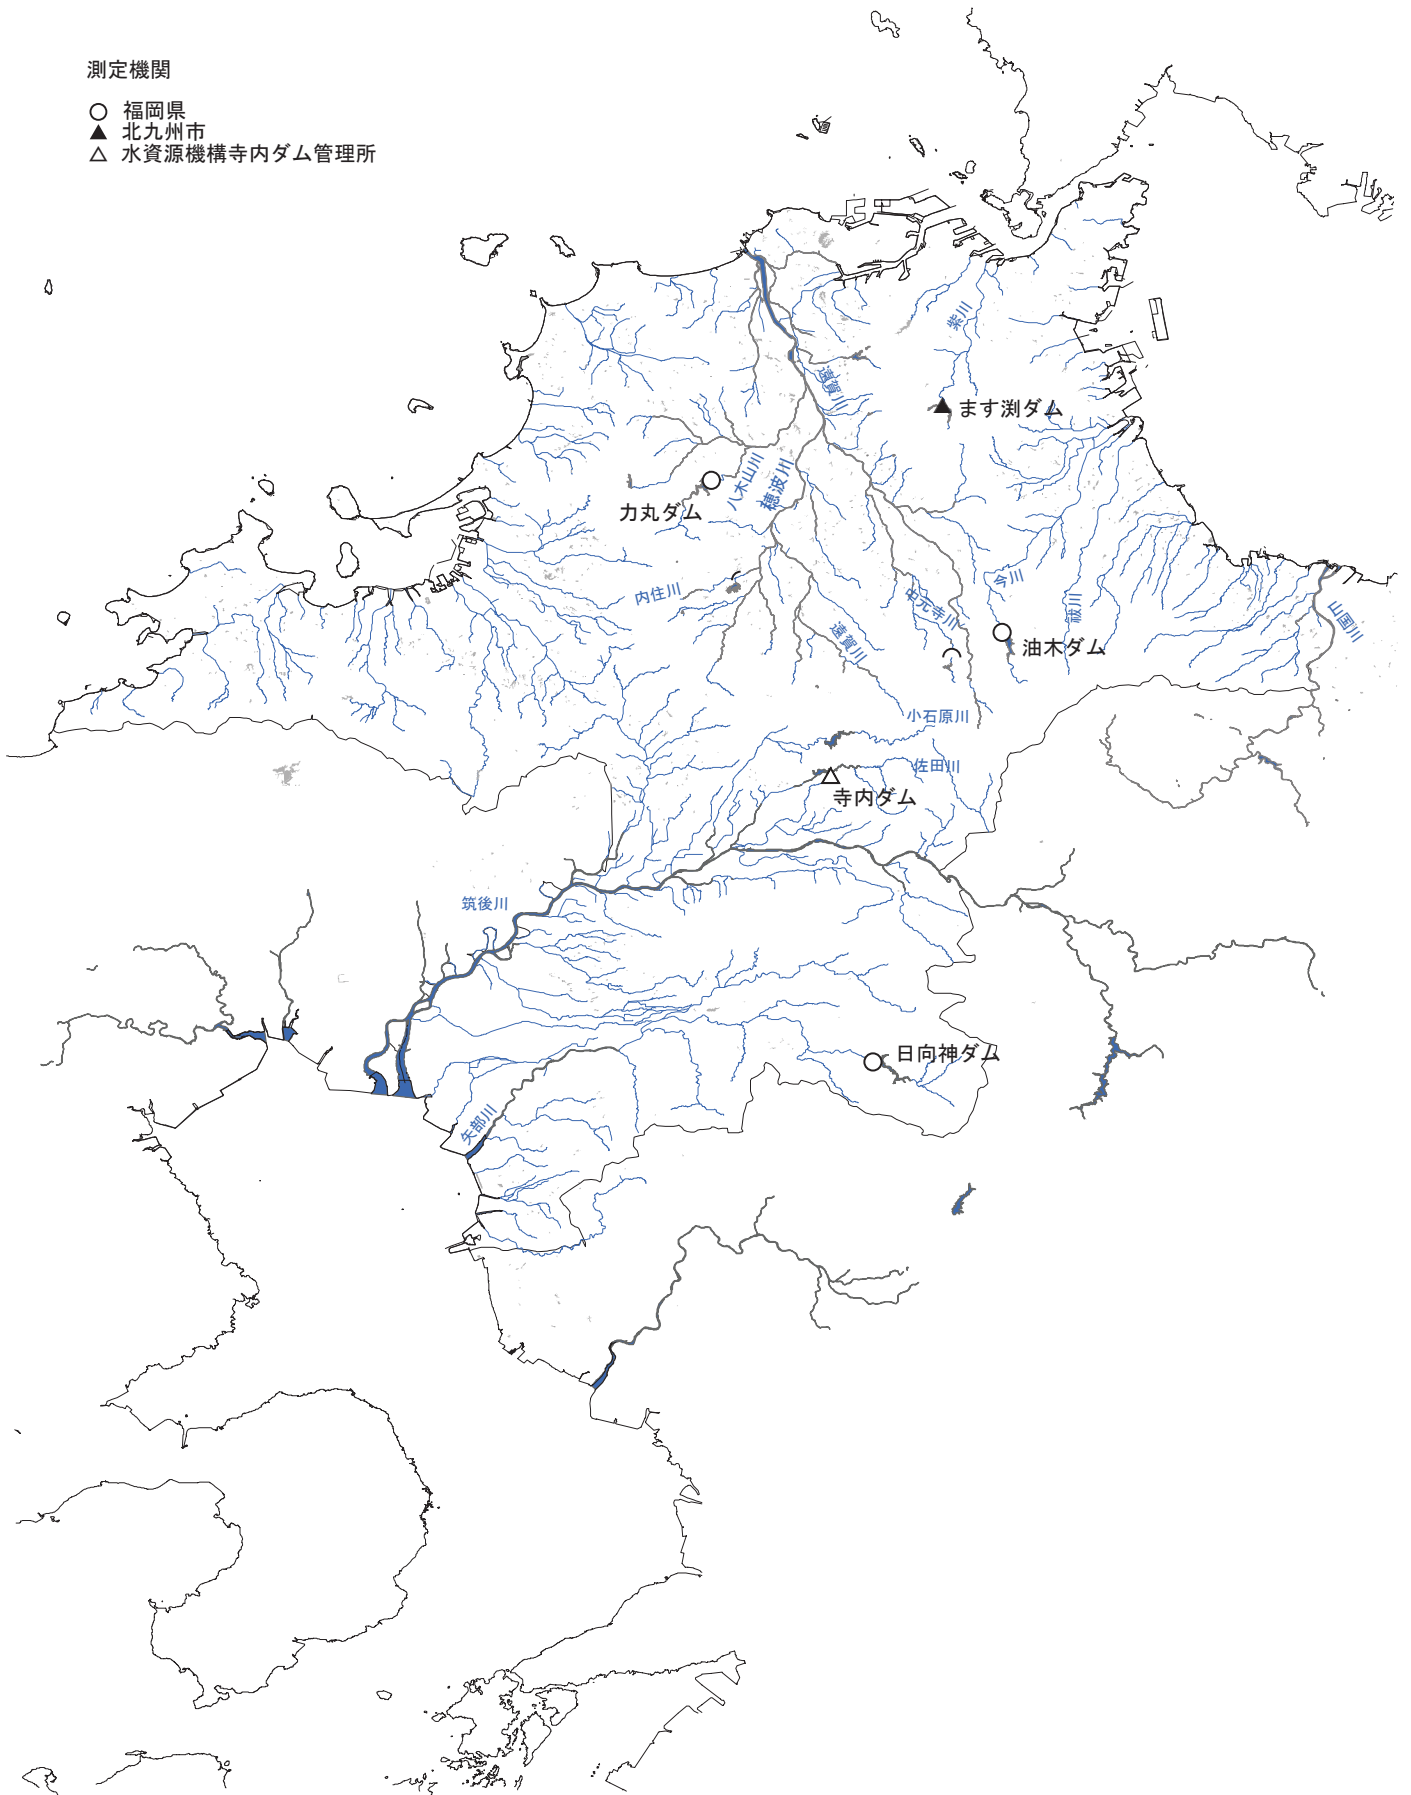 測定機関
○ 福岡県
▲ 北九州市
△ 水資源機構寺内ダム管理所
紫川
遠賀川
ます渕ダム
八木山川
穂波川
力丸ダム
内住川
今川
中元寺川
祓川
山国川
遠賀川
油木ダム
小石原川
佐田川
寺内ダム
筑後川
日向神ダム
矢部川